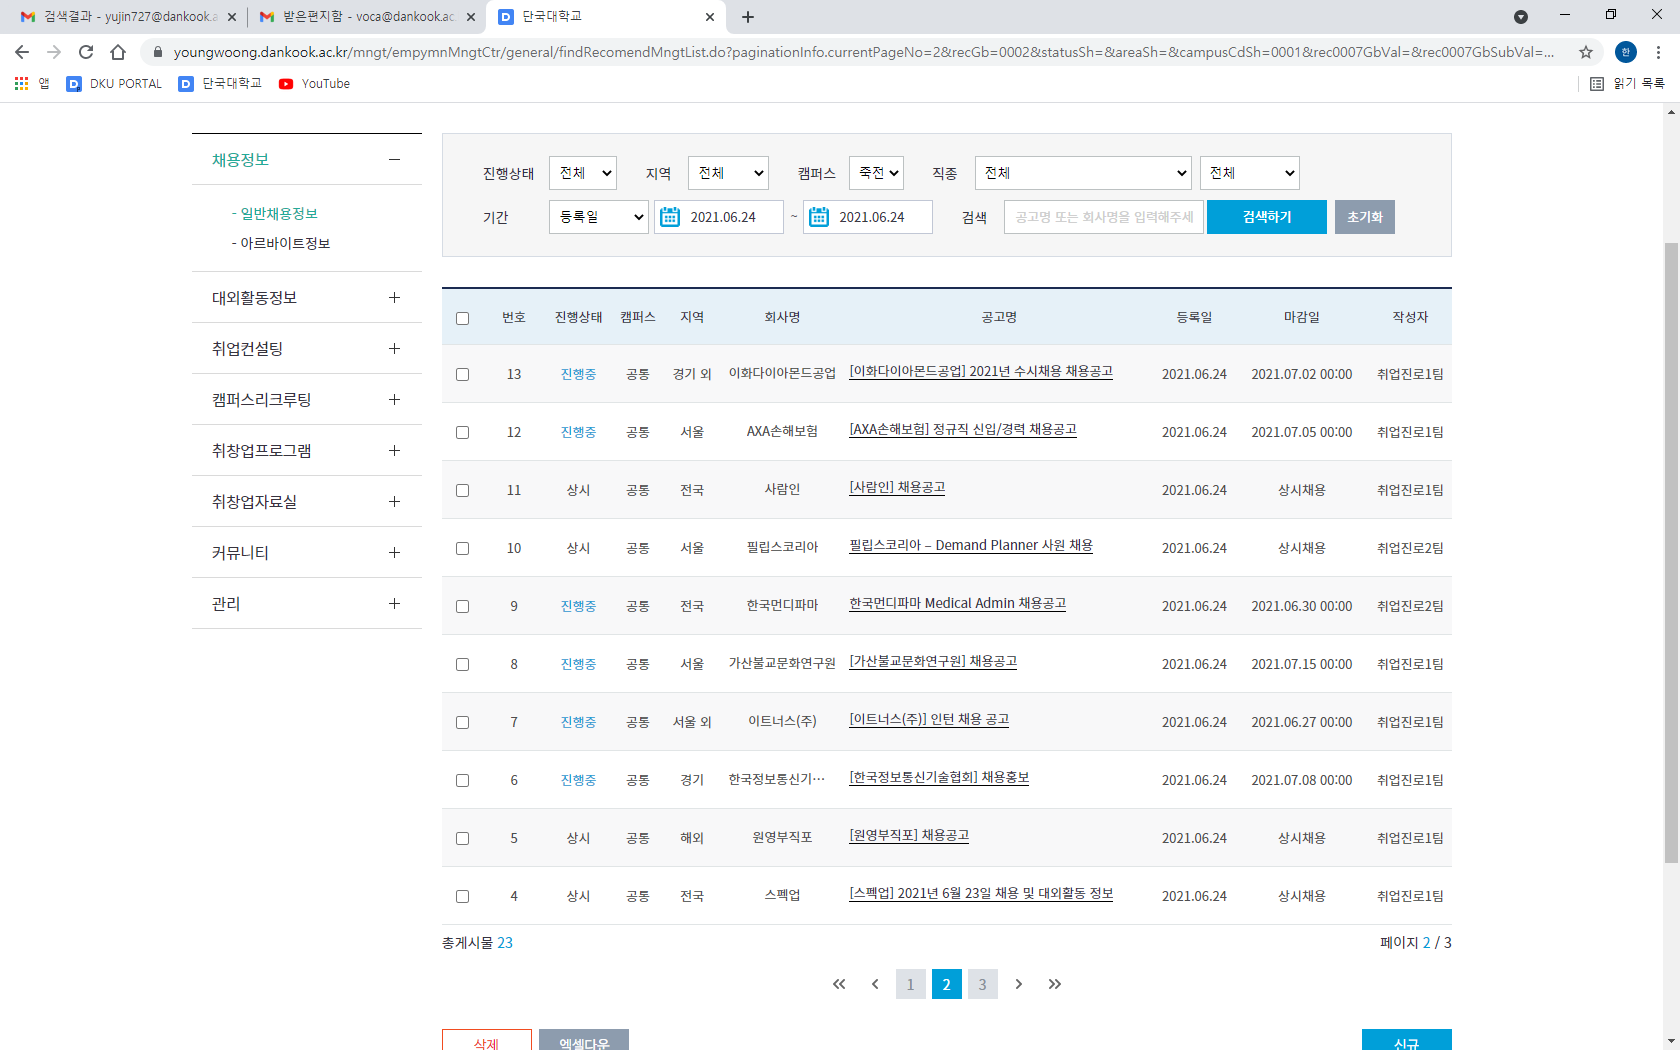 검색결과 - yujin727@dankook.a
받은편지함 - voca@dankook.ac.
단국대학교
youngwoong.dankook.ac.kr/mngt/empymnMngtCtr/general/findRecomendMngtList.do?paginationInfo.currentPageNo=2&recGb=0002&statusSh=&areaSh=&campusCdSh=0001&rec0007GbVal=&rec0007GbSubVal=...
한
앱 DKU PORTAL 단국대학교 YouTube 읽기 목록
채용정보
- 일반채용정보
- 아르바이트정보
대외활동정보
취업컨설팅
캠퍼스리크루팅
취창업프로그램
취창업자료실
커뮤니티
관리
진행상태 전체 지역 전체 캠퍼스 죽전 직종 전체 전체
기간 등록일 2021.06.24 ~ 2021.06.24 검색 공고명 또는 회사명을 입력해주세 검색하기 초기화
번호 진행상태 캠퍼스 지역 회사명 공고명 등록일 마감일 작성자
13 진행중 공통 경기 외 이화다이아몬드공업 [이화다이아몬드공업] 2021년 수시채용 채용공고 2021.06.24 2021.07.02 00:00 취업진로1팀
12 진행중 공통 서울 AXA손해보험 [AXA손해보험] 정규직 신입/경력 채용공고 2021.06.24 2021.07.05 00:00 취업진로1팀
11 상시 공통 전국 사람인 [사람인] 채용공고 2021.06.24 상시채용 취업진로1팀
10 상시 공통 서울 필립스코리아 필립스코리아 – Demand Planner 사원 채용 2021.06.24 상시채용 취업진로2팀
9 진행중 공통 전국 한국먼디파마 한국먼디파마 Medical Admin 채용공고 2021.06.24 2021.06.30 00:00 취업진로2팀
8 진행중 공통 서울 가산불교문화연구원 [가산불교문화연구원] 채용공고 2021.06.24 2021.07.15 00:00 취업진로1팀
7 진행중 공통 서울 외 이트너스(주) [이트너스(주)] 인턴 채용 공고 2021.06.24 2021.06.27 00:00 취업진로1팀
6 진행중 공통 경기 한국정보통신기… [한국정보통신기술협회] 채용홍보 2021.06.24 2021.07.08 00:00 취업진로1팀
5 상시 공통 해외 원영부직포 [원영부직포] 채용공고 2021.06.24 상시채용 취업진로1팀
4 상시 공통 전국 스펙업 [스펙업] 2021년 6월 23일 채용 및 대외활동 정보 2021.06.24 상시채용 취업진로1팀
총게시물 23 페이지 2 / 3
« ‹ 1 2 3 › »
삭제 엑셀다운 신규